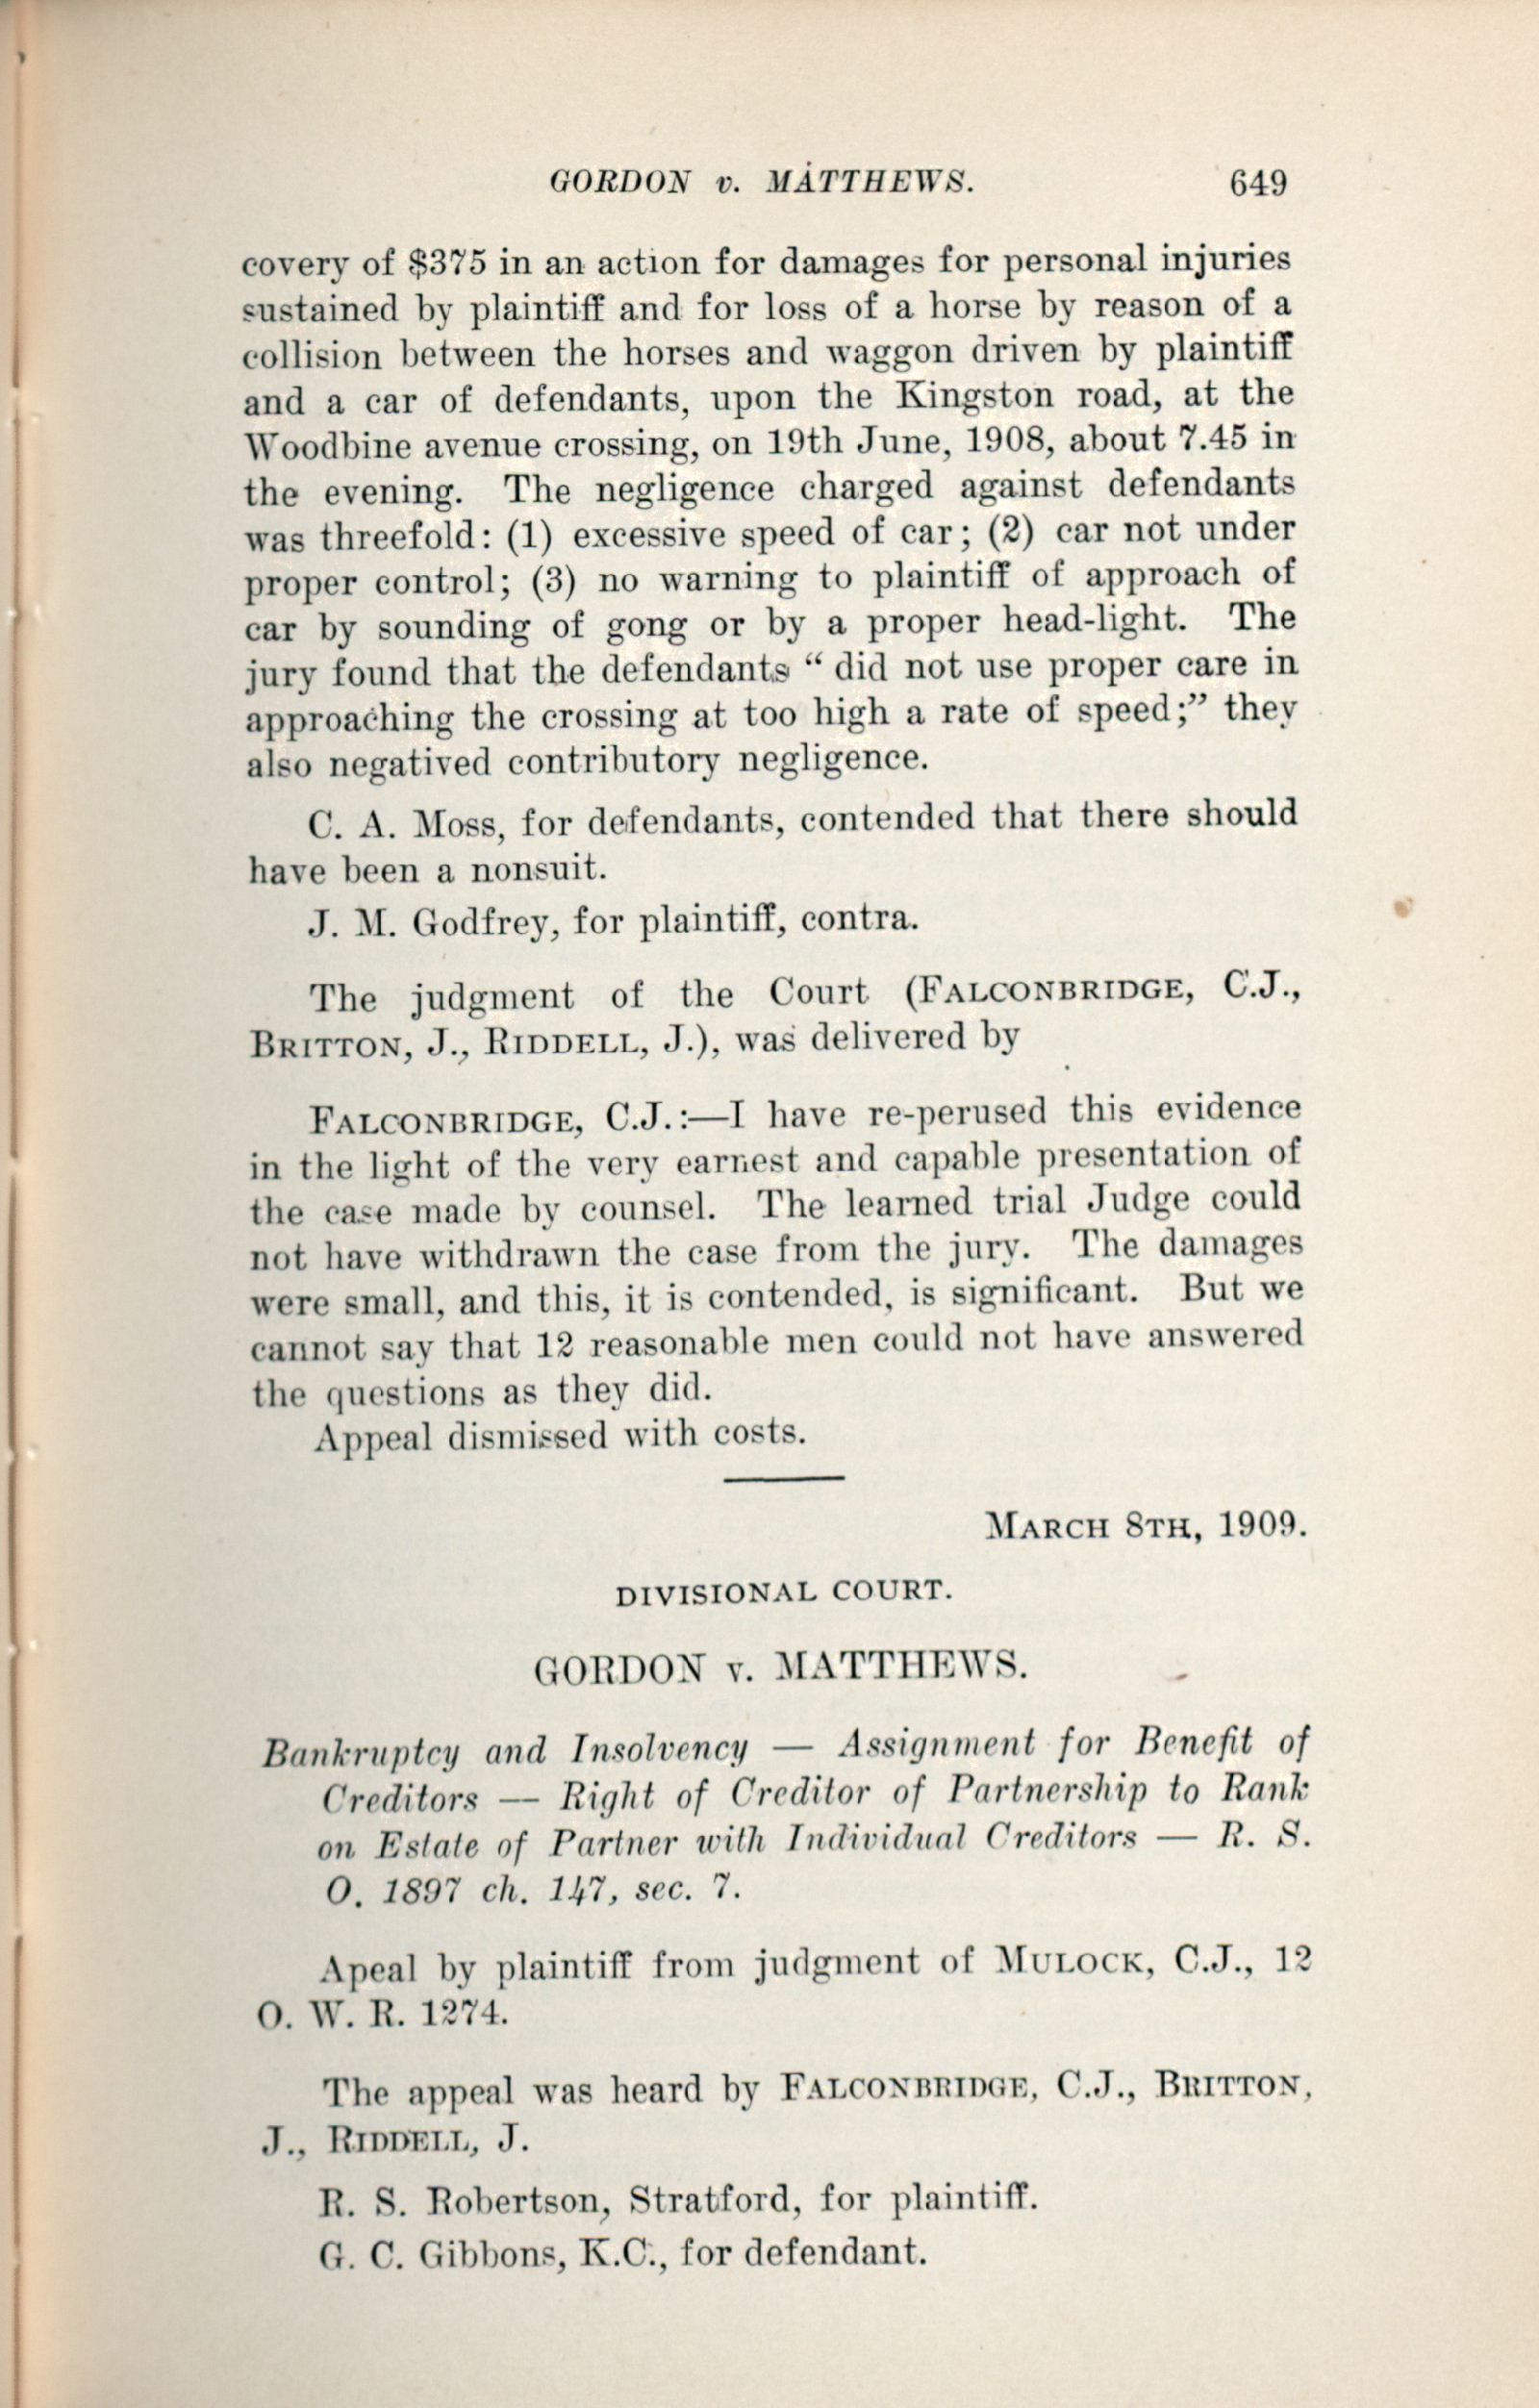 GORDON v. MATTHEWS. 649
covery of $375 in an action for damages for personal injuries
sustained by plaintiff and for loss of a horse by reason of a
collision between the horses and waggon driven by plaintiff
and a car of defendants, upon the Kingston road, at the
Woodbine avenue crossing, on 19th June, 1908, about 7.45 in
the evening. The negligence charged against defendants
was threefold: (1) excessive speed of car; (2) car not under
proper control; (3) no warning to plaintiff of approach of
car by sounding of gong or by a proper head-light. The
jury found that the defendants “ did not use proper care in
approaching the crossing at too high a rate of speed;” they
also negatived contributory negligence.
C. A. Moss, for defendants, contended that there should
have been a nonsuit.
J. M. Godfrey, for plaintiff, contra.
The judgment of the Court (FALCONBRIDGE, C.J.,
BRITTON, J., RIDDELL, J.), was delivered by
FALCONBRIDGE, C.J.:—I have re-perused this evidence
in the light of the very earnest and capable presentation of
the case made by counsel. The learned trial Judge could
not have withdrawn the case from the jury. The damages
were small, and this, it is contended, is significant. But we
cannot say that 12 reasonable men could not have answered
the questions as they did.
Appeal dismissed with costs.
MARCH 8TH, 1909.
DIVISIONAL COURT.
GORDON v. MATTHEWS.
Bankruptcy and Insolvency — Assignment for Benefit of
Creditors — Right of Creditor of Partnership to Rank
on Estate of Partner with Individual Creditors — R. S.
O. 1897 ch. 147, sec. 7.
Apeal by plaintiff from judgment of MULOCK, C.J., 12
O. W. R. 1274.
The appeal was heard by FALCONBRIDGE, C.J., BRITTON,
J., RIDDELL, J.
R. S. Robertson, Stratford, for plaintiff.
G. C. Gibbons, K.C., for defendant.